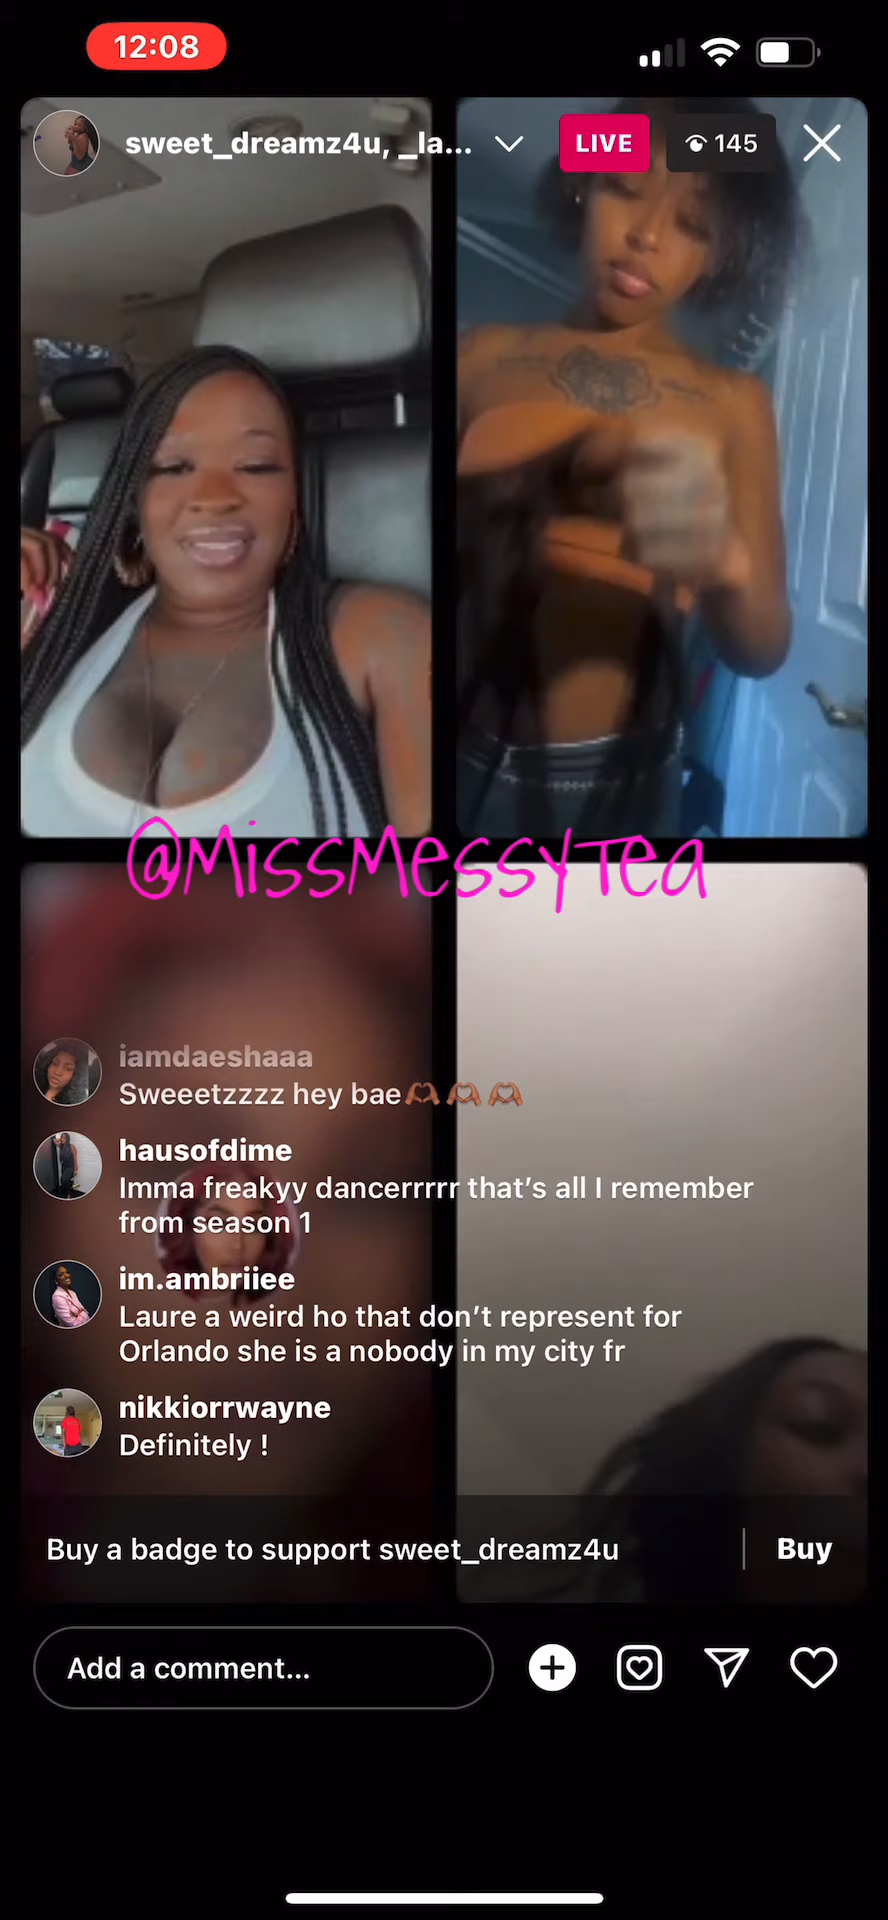 12:08
sweet_dreamz4u, _la...
LIVE
145
@MissMessyTea
iamdaeshaaa
Sweeetzzzz hey bae🫶🏾🫶🏾🫶🏾
hausofdime
Imma freakyy dancerrrrr that's all I remember
from season 1
im.ambriiee
Laure a weird ho that don't represent for
Orlando she is a nobody in my city fr
nikkiorrwayne
Definitely !
Buy a badge to support sweet_dreamz4u
Buy
Add a comment...